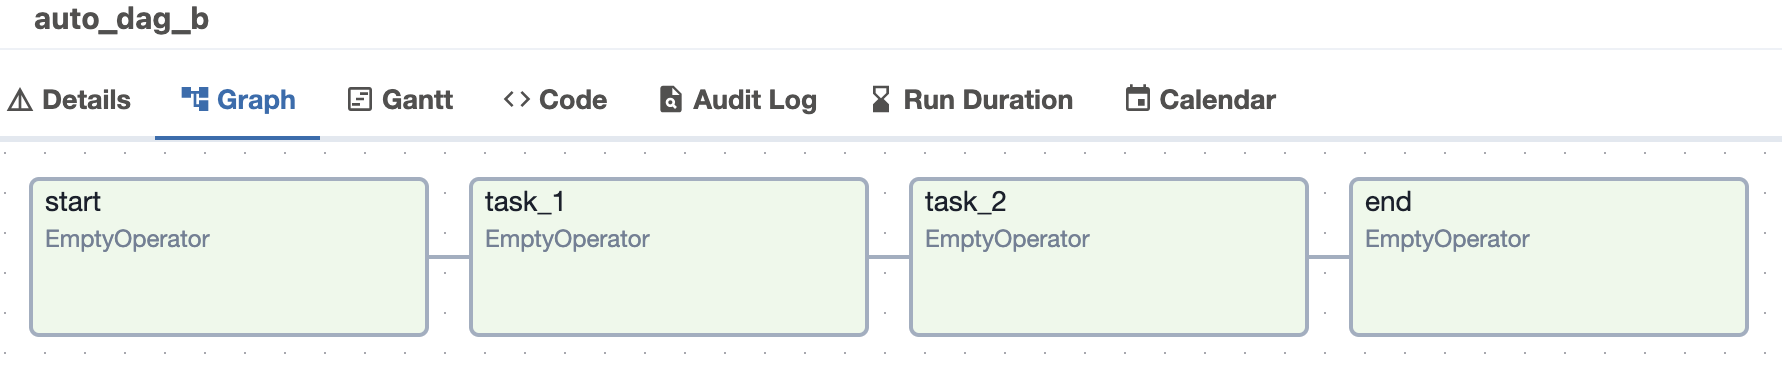 auto_dag_b
Details Graph Gantt Code Audit Log Run Duration Calendar
start task_1 task_2 end
EmptyOperator EmptyOperator EmptyOperator EmptyOperator